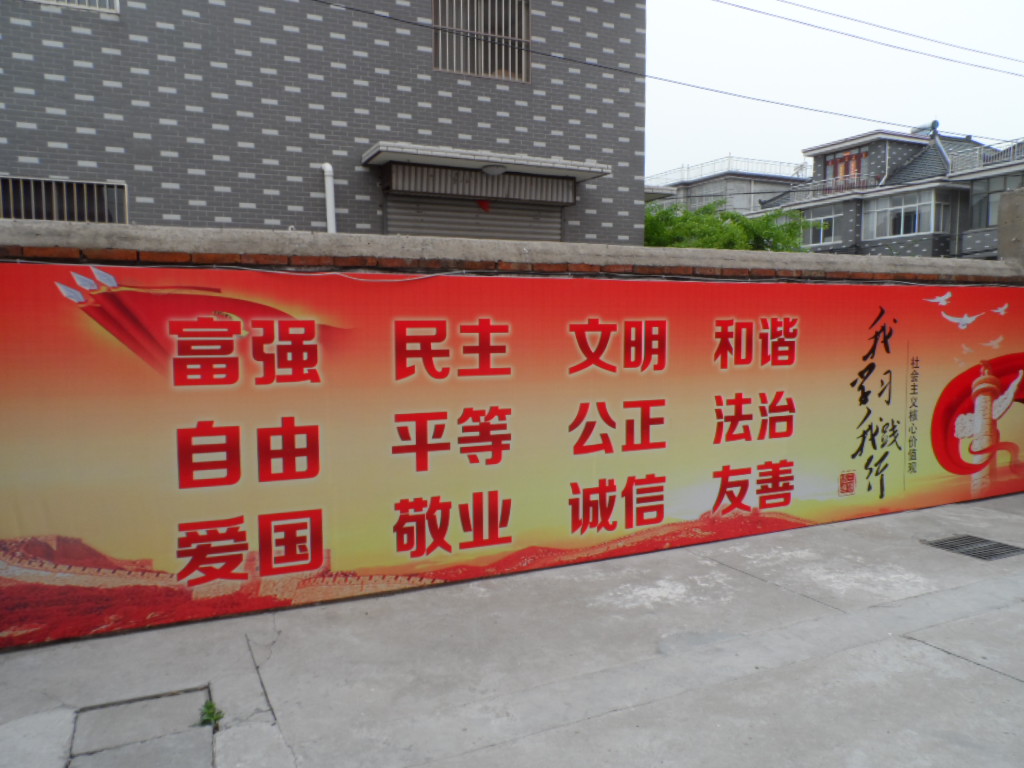 富强 民主 文明 和谐
自由 平等 公正 法治
爱国 敬业 诚信 友善
我学习
我践行
社会主义核心价值观